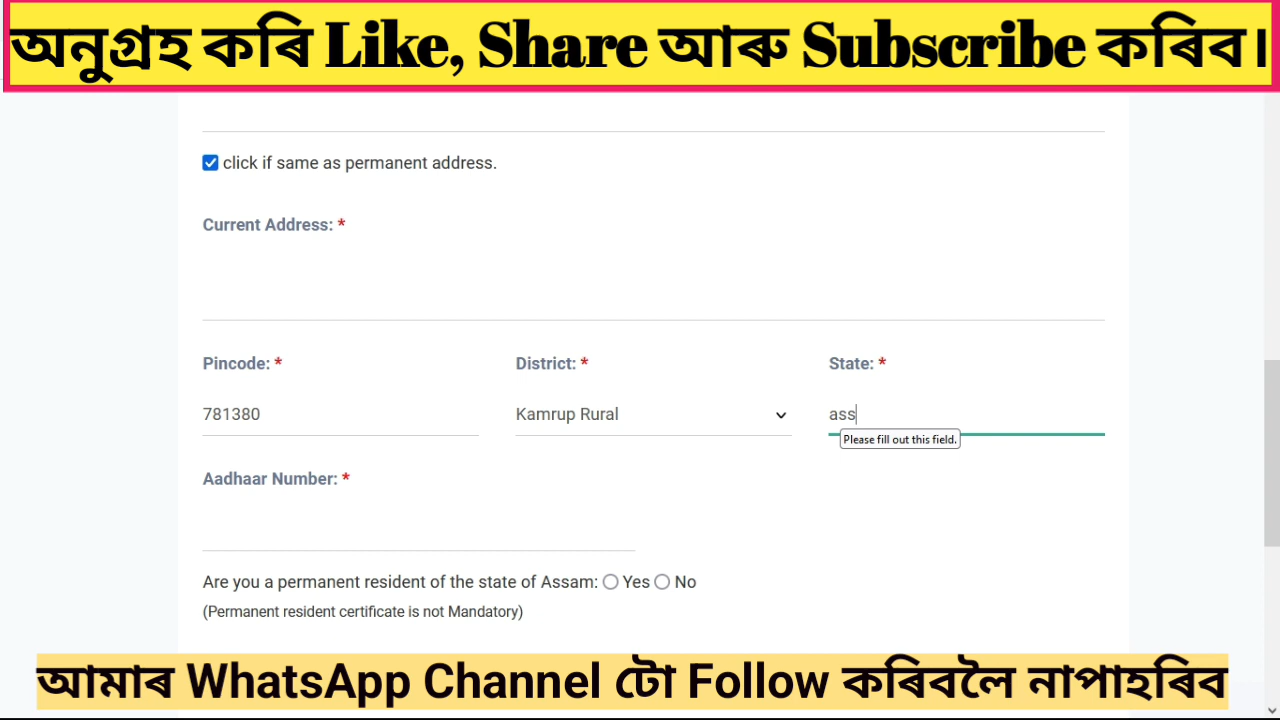 অনুগ্ৰহ কৰি Like, Share আৰু Subscribe কৰিব।
click if same as permanent address.
Current Address: *
Pincode: * District: * State: *
781380 Kamrup Rural ass
Please fill out this field.
Aadhaar Number: *
Are you a permanent resident of the state of Assam: Yes No
(Permanent resident certificate is not Mandatory)
আমাৰ WhatsApp Channel টো Follow কৰিবলৈ নাপাহৰিব